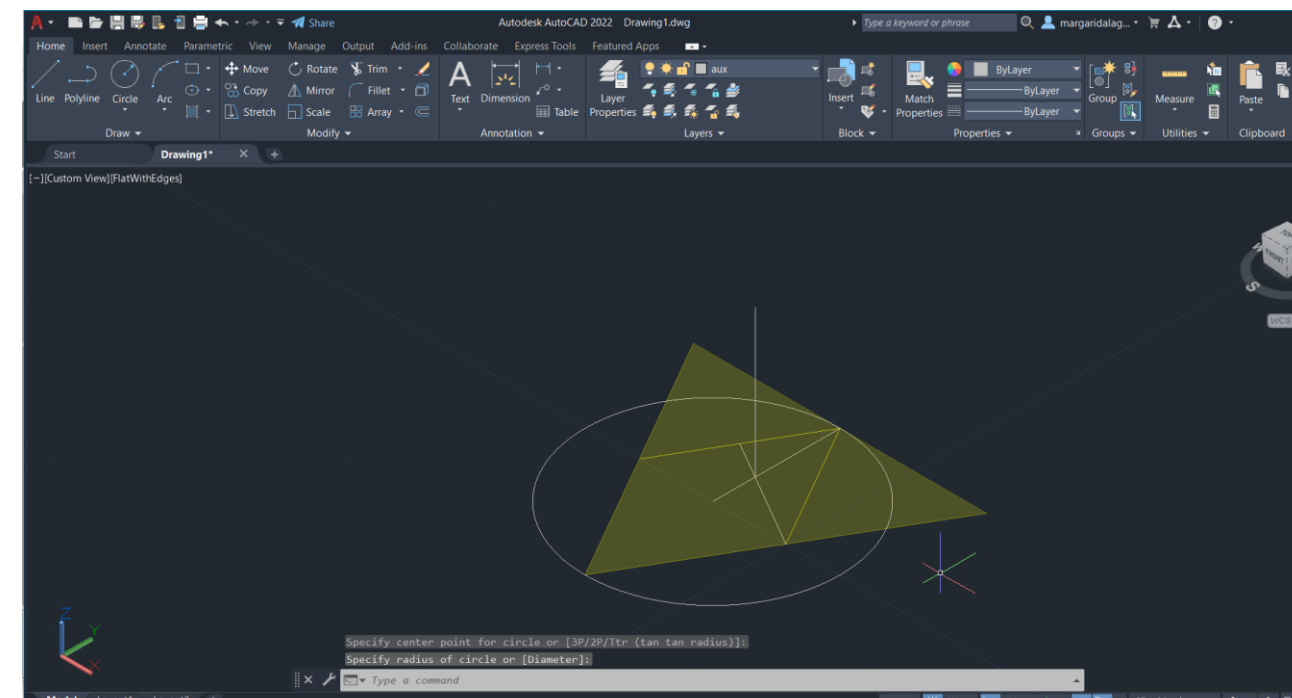 A Share Autodesk AutoCAD 2022 Drawing1.dwg Type a keyword or phrase margaridalag...
Home Insert Annotate Parametric View Manage Output Add-ins Collaborate Express Tools Featured Apps
Move Rotate Trim aux ByLayer
Copy Mirror Fillet ByLayer
Line Polyline Circle Arc Text Dimension Layer Properties Insert Match Properties Group Measure Paste
Stretch Scale Array Table ByLayer
Draw Modify Annotation Layers Block Properties Groups Utilities Clipboard
Start Drawing1*
[−][Custom View][FlatWithEdges]
W FRONT
S
WCS
Z
Y
X
Specify center point for circle or [3P/2P/Ttr (tan tan radius)]:
Specify radius of circle or [Diameter]:
Type a command